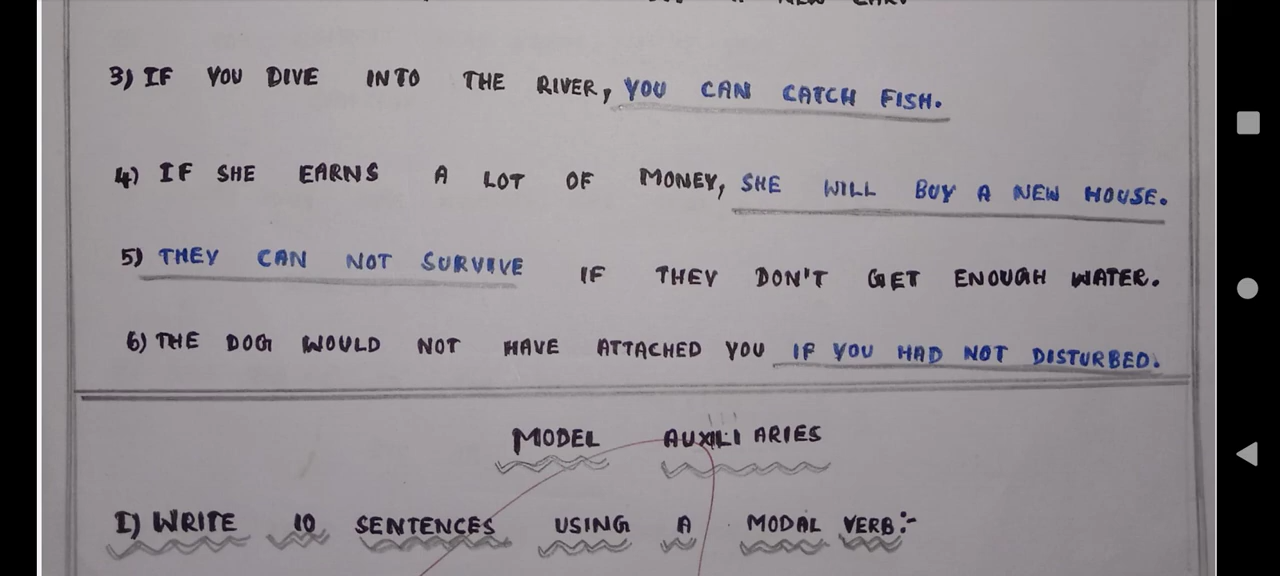 3) IF YOU DIVE INTO THE RIVER, YOU CAN CATCH FISH.
4) IF SHE EARNS A LOT OF MONEY, SHE WILL BUY A NEW HOUSE.
5) THEY CAN NOT SURVIVE IF THEY DON'T GET ENOUGH WATER.
6) THE DOG WOULD NOT HAVE ATTACHED YOU IF YOU HAD NOT DISTURBED.
MODEL AUXILIARIES
I) WRITE 10 SENTENCES USING A MODAL VERB:-